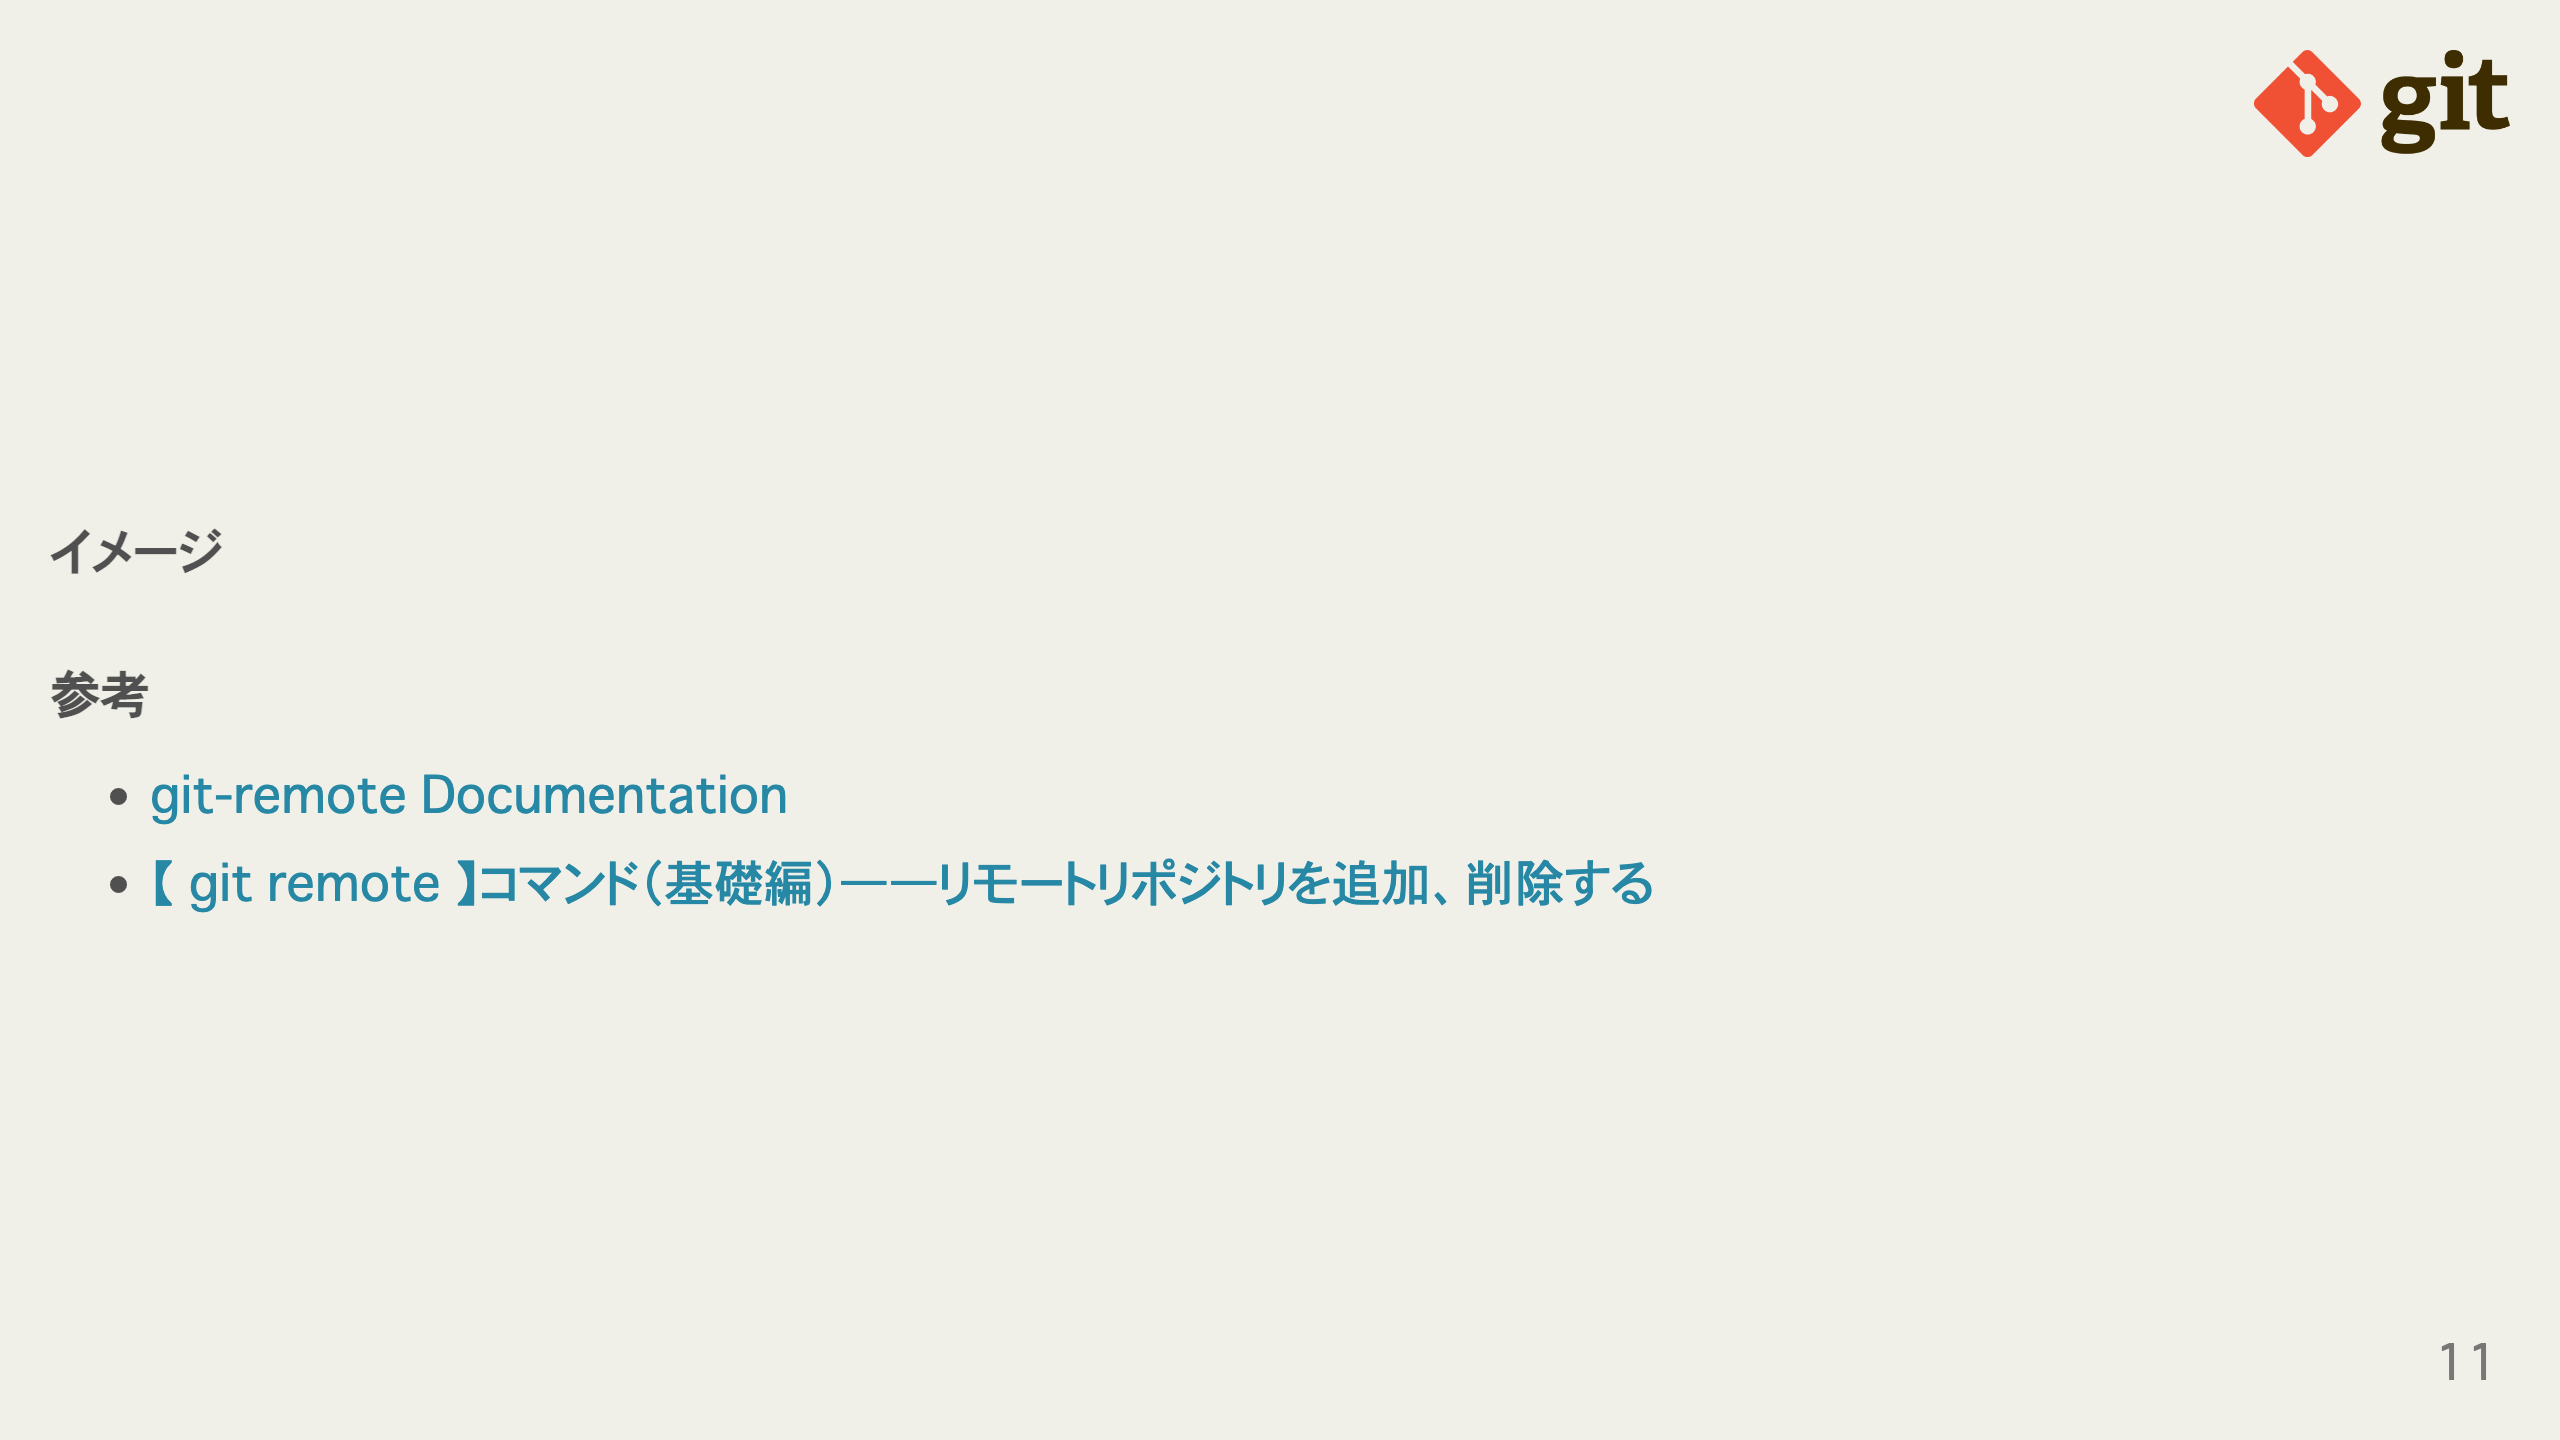 git
イメージ
参考
• git-remote Documentation
• 【 git remote 】コマンド（基礎編）――リモートリポジトリを追加、削除する
11